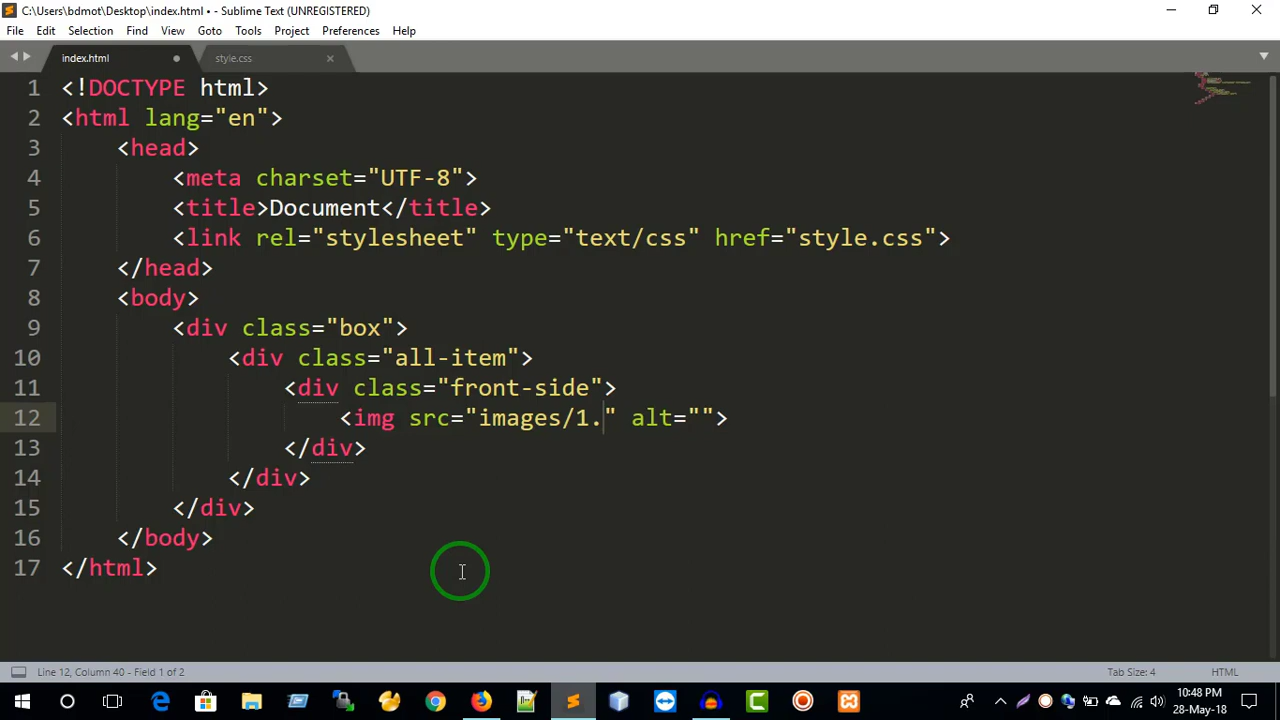 C:\Users\bdmot\Desktop\index.html • - Sublime Text (UNREGISTERED)
File Edit Selection Find View Goto Tools Project Preferences Help
index.html style.css
1 <!DOCTYPE html>
2 <html lang="en">
3 <head>
4 <meta charset="UTF-8">
5 <title>Document</title>
6 <link rel="stylesheet" type="text/css" href="style.css">
7 </head>
8 <body>
9 <div class="box">
10 <div class="all-item">
11 <div class="front-side">
12 <img src="images/1." alt="">
13 </div>
14 </div>
15 </div>
16 </body>
17 </html>
Line 12, Column 40 - Field 1 of 2 Tab Size: 4 HTML
10:48 PM
28-May-18